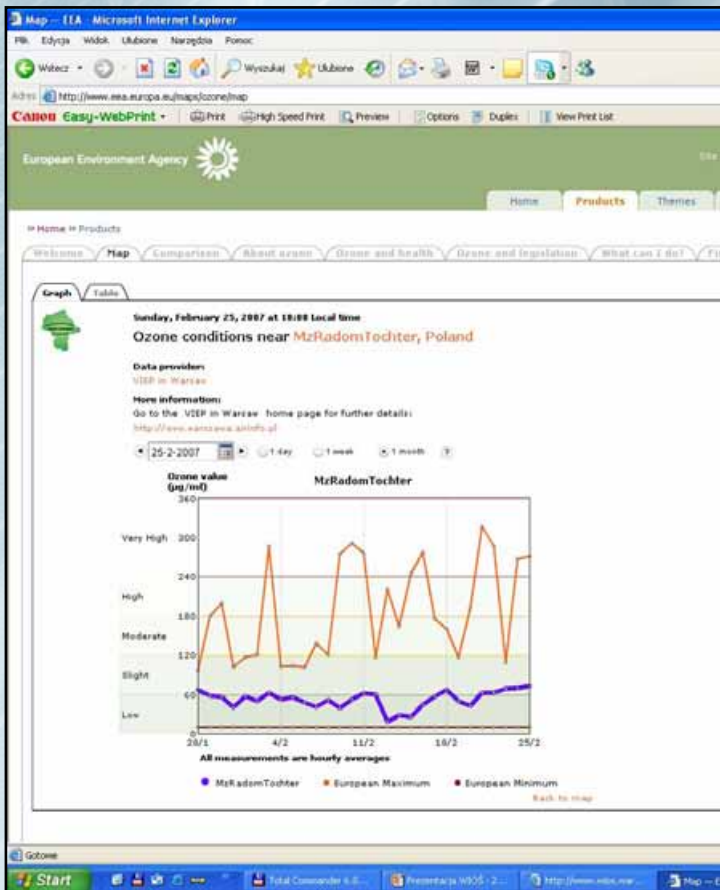 Map — EEA - Microsoft Internet Explorer
Plik Edycja Widok Ulubione Narzędzia Pomoc
Wstecz Wyszukaj Ulubione
Adres http://www.eea.europa.eu/maps/ozone/map
Canon Easy-WebPrint Print High Speed Print Preview Options Duplex View Print List
European Environment Agency
Site
Home Products Themes
Home Products
Welcome Map Comparison About ozone Ozone and health Ozone and legislation What can I do?
Graph Table
Sunday, February 25, 2007 at 18:00 Local time
Ozone conditions near MzRadomTochter, Poland
Data provider:
VIEP in Warsaw
More information:
Go to the VIEP in Warsaw home page for further details:
25-2-2007 1 day 1 week 1 month ?
Ozone value
(µg/ml) MzRadomTochter
360
Very High 300
240
High
180
Moderate
120
Slight
60
Low
0
28/1 4/2 11/2 18/2 25/2
All measurements are hourly averages
MzRadomTochter European Maximum European Minimum
Back to map
Gotowe
Start Total Commander 6.0... Prezentacja WIOŚ - 2... Map — E